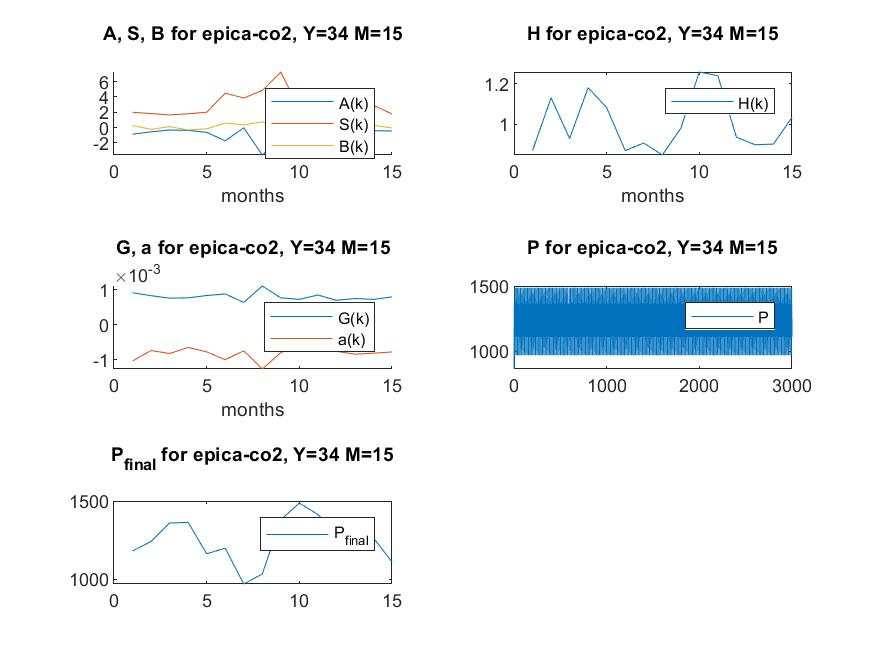 A, S, B for epica-co2, Y=34 M=15
6
4
2
0
-2
A(k)
S(k)
B(k)
0 5 10 15
months
H for epica-co2, Y=34 M=15
1.2
1
H(k)
0 5 10 15
months
G, a for epica-co2, Y=34 M=15
×10-3
1
0
-1
G(k)
a(k)
0 5 10 15
months
P for epica-co2, Y=34 M=15
1500
1000
P
0 1000 2000 3000
Pfinal for epica-co2, Y=34 M=15
1500
1000
Pfinal
0 5 10 15